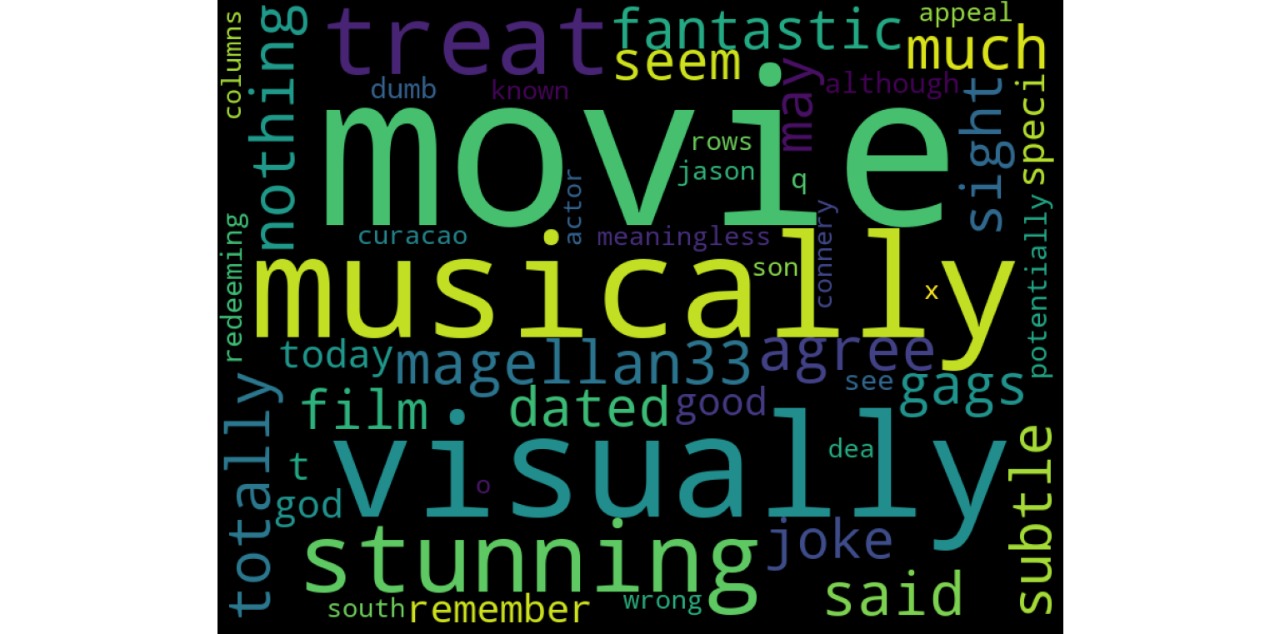 columns
nothing
treat
fantastic
appeal
seem
much
dumb
known
may
although
sight
speci
movie
rows
jason
q
actor
curacao
meaningless
connery
redeeming
musically
son
x
potentially
today
magellan33
agree
see
gags
film
dated
good
totally
visually
t
dea
o
god
subtle
stunning
joke
south
remember
wrong
said